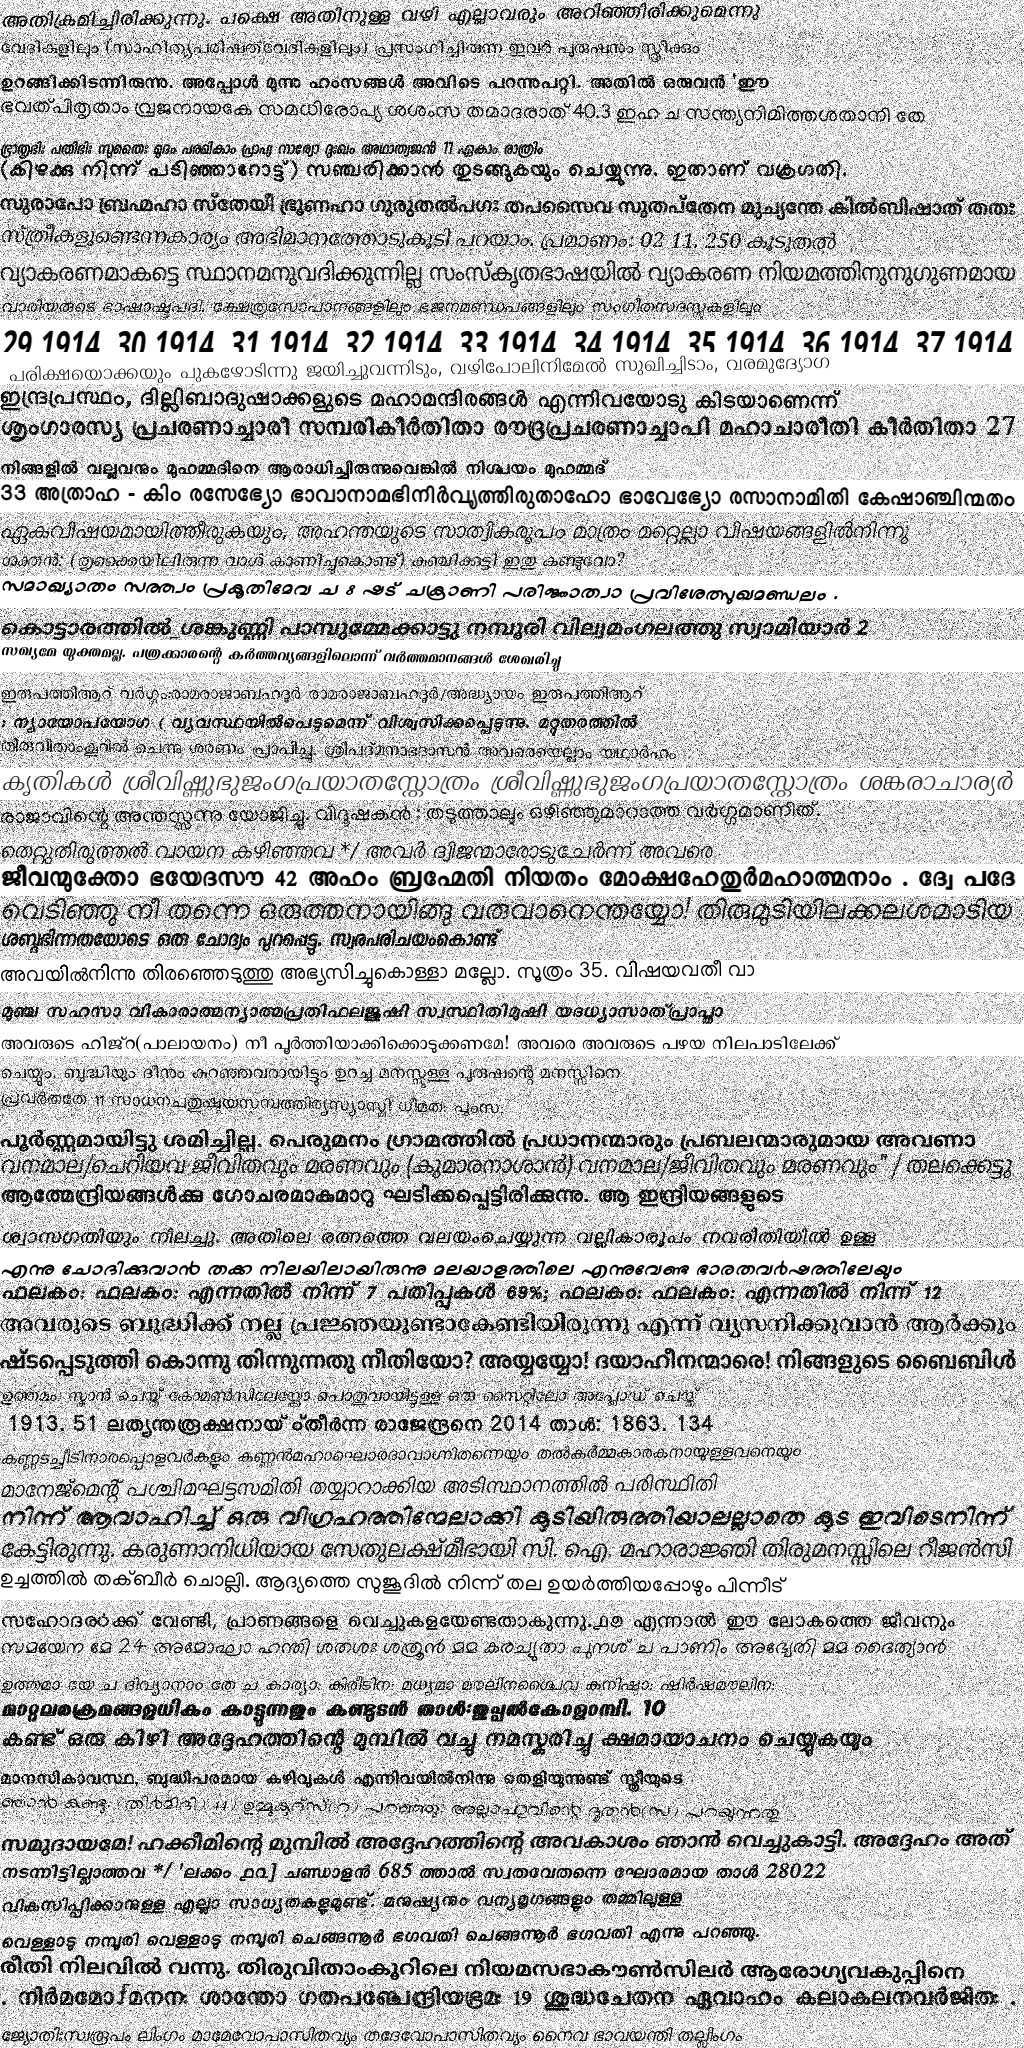 അതിക്രമിച്ചിരിക്കുന്നു. പക്ഷെ അതിനുള്ള വഴി എല്ലാവരും അറിഞ്ഞിരിക്കുമെന്നു
വേദികളിലും (സാഹിത്യപരിഷത്‌വേദികളിലും) പ്രസംഗിച്ചിരുന്ന ഇവർ പുരുഷനും സ്ത്രീക്കും
ഉറങ്ങിക്കിടന്നിരുന്നു. അപ്പോൾ മൂന്നു ഹംസങ്ങൾ അവിടെ പറന്നുപറ്റി. അതിൽ ഒരുവൻ 'ഈ
ഭവത്പിതൃതാം വ്രജനായകേ സമധിരോപ്യ ശശംസ തമാദരാത് 40.3 ഇഹ ച സന്ത്യനിമിത്തശതാനി തേ
ഭ്രാതൃഭിഃ പതിഭിഃ സുതൈഃ മുദം പരമികാം പ്രാപു നാര്യോ ദുഃഖം അഥാത്യജൻ 11 ഏകാം രാത്രിം
(കിഴക്കു നിന്ന് പടിഞ്ഞാറോട്ട്) സഞ്ചരിക്കാൻ തുടങ്ങുകയും ചെയ്യുന്നു. ഇതാണ് വക്രഗതി.
സുരാപോ ബ്രഹ്മഹാ സ്തേയീ ഭ്രൂണഹാ ഗുരുതൽപഗഃ തപസൈവ സുതപ്തേന മുച്യന്തേ കിൽബിഷാത് തതഃ
സ്ത്രീകളുണ്ടെന്നകാര്യം അഭിമാനത്തോടുകൂടി പറയാം. പ്രമാണം: 02 11. 250 കൂടുതൽ
വ്യാകരണമാകട്ടെ സ്ഥാനമനുവദിക്കുന്നില്ല സംസ്കൃതഭാഷയിൽ വ്യാകരണ നിയമത്തിനുനുഗുണമായ
വാരിയരുടെ ഭാഷാഷ്ടപദി. ക്ഷേത്രസോപാനങ്ങളിലും ഭജനമണ്ഡപങ്ങളിലും സംഗീതസദസ്സുകളിലും
29 1914 30 1914 31 1914 32 1914 33 1914 34 1914 35 1914 36 1914 37 1914
പരിക്ഷയൊക്കയും പുകഴോടിന്നു ജയിച്ചുവന്നിടും, വഴിപോലിനിമേൽ സുഖിച്ചിടാം, വരമുദ്യോഗ
ഇന്ദ്രപ്രസ്ഥം, ദില്ലിബാദുഷാക്കളുടെ മഹാമന്ദിരങ്ങൾ എന്നിവയോടു കിടയാണെന്ന്
ശൃംഗാരസ്യ പ്രചരണാച്ചാരീ സമ്പരികീർതിതാ രൗദ്രപ്രചരണാച്ചാപി മഹാചാരീതി കീർതിതാ 27
നിങ്ങളിൽ വല്ലവനും മുഹമ്മദിനെ ആരാധിച്ചിരുന്നുവെങ്കിൽ നിശ്ചയം മുഹമ്മദ്
33 അത്രാഹ - കിം രസേഭ്യോ ഭാവാനാമഭിനിർവൃത്തിരുതാഹോ ഭാവേഭ്യോ രസാനാമിതി കേഷാഞ്ചിന്മതം
ഏകവിഷയമായിത്തീരുകയും, അഹന്തയുടെ സാത്വികരൂപം മാത്രം മറ്റെല്ലാ വിഷയങ്ങളിൽനിന്നു
ശക്തൻ: (തൃക്കൈയിലിരുന്ന വാൾ കാണിച്ചുകൊണ്ട്) കുഞ്ചിക്കുട്ടി ഇതു കണ്ടുവോ?
സമാഖ്യാതം സത്ത്വം പ്രകൃതിമേവ ച 8 ഷട് ചക്രാണി പരിജ്ഞാത്വാ പ്രവിശേത്സുഖമണ്ഡലം .
കൊട്ടാരത്തിൽ_ശങ്കുണ്ണി പാമ്പുമ്മേക്കാട്ടു നമ്പൂരി വില്വമംഗലത്തു സ്വാമിയാർ 2
സഖ്യമേ യുക്തമല്ല. പത്രക്കാരന്റെ കർത്തവ്യങ്ങളിലൊന്ന് വർത്തമാനങ്ങൾ ശേഖരിച്ചു
ഇരുപത്തിആറ് വർഗ്ഗം:രാമരാജാബഹദൂർ രാമരാജാബഹദൂർ/അദ്ധ്യായം ഇരുപത്തിആറ്
: ന്യായോപയോഗ ( വ്യവസ്ഥയിൽപെടുമെന്ന് വിശ്വസിക്കപ്പെടുന്നു. മറ്റുതരത്തിൽ
തിരുവിതാംകൂറിൽ ചെന്നു ശരണം പ്രാപിച്ചു. ശ്രീപദ്മനാഭദാസൻ അവരെയെല്ലാം യഥാർഹം
കൃതികൾ ശ്രീവിഷ്ണുഭുജംഗപ്രയാതസ്തോത്രം ശ്രീവിഷ്ണുഭുജംഗപ്രയാതസ്തോത്രം ശങ്കരാചാര്യർ
രാജാവിന്റെ അന്തസ്സിന്നു യോജിച്ചു. വിദൂഷകൻ : തടുത്താലും ഒഴിഞ്ഞുമാറാത്ത വർഗ്ഗമാണിത്.
തെറ്റുതിരുത്തൽ വായന കഴിഞ്ഞവ */ അവർ ദ്വിജന്മാരോടുചേർന്ന് അവരെ
ജീവന്മുക്തോ ഭയേദസൗ 42 അഹം ബ്രഹ്മേതി നിയതം മോക്ഷഹേതുർമഹാത്മനാം . ദ്വേ പദേ
വെടിഞ്ഞു നീ തന്നെ ഒരുത്തനായിങ്ങു വരുവാനെന്തയ്യോ! തിരുമുടിയിലക്കലശമാടിയ
ശബ്ദഭിന്നതയോടെ ഒരു ചോദ്യം പുറപ്പെട്ടു. സ്വരപരിചയംകൊണ്ട്
അവയിൽനിന്നു തിരഞ്ഞെടുത്തു അഭ്യസിച്ചുകൊള്ളാ മല്ലോ. സൂത്രം 35. വിഷയവതീ വാ
മുഞ്ച സഹസാ വികാരാത്മന്യാത്മപ്രതിഫലജുഷി സ്വസ്ഥിതിമുഷി യദധ്യാസാത്പ്രാപ്താ
അവരുടെ ഹിജ്റ(പാലായനം) നീ പൂർത്തിയാക്കിക്കൊടുക്കണമേ! അവരെ അവരുടെ പഴയ നിലപാടിലേക്ക്
ചെയ്യും. ബുദ്ധിയും ദീനം കുറഞ്ഞവരായിട്ടും ഉറച്ച മനസ്സുള്ള പുരുഷന്റെ മനസ്സിനെ
പ്രവർതതേ 11 സാധനചതുഷ്ടയസമ്പത്തിര്യസ്യാസ്തി ധീമതഃ പുംസഃ
പൂർണ്ണമായിട്ടു ശമിച്ചില്ല. പെരുമനം ഗ്രാമത്തിൽ പ്രധാനന്മാരും പ്രബലന്മാരുമായ അവണാ
വനമാല/ചെറിയവ ജീവിതവും മരണവും (കുമാരനാശാൻ) വനമാല/ജീവിതവും മരണവും" / തലക്കെട്ടു
ആത്മേന്ദ്രിയങ്ങൾക്കു ഗോചരമാകുമാറു ഘടിക്കപ്പെട്ടിരിക്കുന്നു. ആ ഇന്ദ്രിയങ്ങളുടെ
ശ്വാസഗതിയും നിലച്ചു. അതിലെ രത്നത്തെ വലയംചെയ്യുന്ന വല്ലികാരൂപം നവരീതിയിൽ ഉള്ള
എന്നു ചോദിക്കുവാൻ തക്ക നിലയിലായിരുന്നു മലയാളത്തിലെ എന്നുവേണ്ട ഭാരതവർഷത്തിലേയും
ഫലകം: ഫലകം: എന്നതിൽ നിന്ന് 7 പതിപ്പുകൾ 69%; ഫലകം: ഫലകം: എന്നതിൽ നിന്ന് 12
അവരുടെ ബുദ്ധിക്ക് നല്ല പ്രജ്ഞയുണ്ടാകേണ്ടിയിരുന്നു എന്ന് വ്യസനിക്കുവാൻ ആർക്കും
ഷ്ടപ്പെടുത്തി കൊന്നു തിന്നുന്നതു നീതിയോ? അയ്യയ്യോ! ദയാഹീനന്മാരെ! നിങ്ങളുടെ ബൈബിൾ
ഉത്തമം. സ്കാൻ ചെയ്ത് കോമൺസിലേയ്ക്കോ പൊതുവായിട്ടുള്ള ഒരു സൈറ്റിലോ അപ്ലോഡ് ചെയ്ത്
1913. 51 ലത്യന്തരൂക്ഷനായ് ഠ്തീർന്ന രാജേന്ദ്രനെ 2014 താൾ: 1863. 134
കണ്ണടച്ചീടിനാരപ്പൊളവർകളും കണ്ണൻമഹാഘോരദാവാഗ്നിതന്നെയും തൽകർമ്മകാരകനായുള്ളവനെയും
മാനേജ്മെന്റ് പശ്ചിമഘട്ടസമിതി തയ്യാറാക്കിയ അടിസ്ഥാനത്തിൽ പരിസ്ഥിതി
നിന്ന് ആവാഹിച്ച് ഒരു വിഗ്രഹത്തിന്മേലാക്കി കുടിയിരുത്തിയാലല്ലാതെ കൂട ഇവിടെനിന്ന്
കേട്ടിരുന്നു. കരുണാനിധിയായ സേതുലക്ഷ്മീഭായി സി. ഐ. മഹാരാജ്ഞി തിരുമനസ്സിലെ റീജൻസി
ഉച്ചത്തിൽ തക്ബീർ ചൊല്ലി. ആദ്യത്തെ സുജൂദിൽ നിന്ന് തല ഉയർത്തിയപ്പോഴും പിന്നീട്
സഹോദരർക്ക് വേണ്ടി, പ്രാണങ്ങളെ വെച്ചുകളയേണ്ടതാകുന്നു.൧൭ എന്നാൽ ഈ ലോകത്തെ ജീവനും
സമയേന മേ 24 അമോഘാ ഹന്തി ശതശഃ ശത്രൂൻ മമ കരച്യുതാ പുനശ് ച പാണിം അഭ്യേതി മമ ദൈത്യാൻ
ഉത്തമാ യേ ച ദിവ്യാനാം തേ ച കാര്യാഃ കിരീടിനഃ മധ്യമാ മൗലിനശ്ചൈവ കനിഷ്ഠാഃ ശീർഷമൗലിനഃ
മാറ്റലരക്രമങ്ങളധികം കാട്ടുന്നതും കണ്ടുടൻ താൾ:തുപ്പൽകോളാമ്പി. 10
കണ്ട് ഒരു കിഴി അദ്ദേഹത്തിന്റെ മുമ്പിൽ വച്ചു നമസ്കരിച്ചു ക്ഷമായാചനം ചെയ്യുകയും
മാനസികാവസ്ഥ, ബുദ്ധിപരമായ കഴിവുകൾ എന്നിവയിൽനിന്നു തെളിയുന്നുണ്ട് സ്ത്രീയുടെ
ഞാൻ കണ്ടു. (തിർമിദി) 44) ഉമ്മുകുർസ്(റ) പറഞ്ഞു: അല്ലാഹുവിന്റെ ദൂതൻ(സ) പറയുന്നതു
സമുദായമേ! ഹക്കീമിന്റെ മുമ്പിൽ അദ്ദേഹത്തിന്റെ അവകാശം ഞാൻ വെച്ചുകാട്ടി. അദ്ദേഹം അത്
നടന്നിട്ടില്ലാത്തവ */ 'ലക്കം ൧൨] ചണ്ഡാളൻ 685 ത്താൽ സ്വതവേതന്നെ ഘോരമായ താൾ 28022
വികസിപ്പിക്കാനുള്ള എല്ലാ സാധ്യതകളുമുണ്ട്. മനുഷ്യനും വന്യമൃഗങ്ങളും തമ്മിലുള്ള
വെള്ളാടു നമ്പൂരി വെള്ളാടു നമ്പൂരി ചെങ്ങന്നൂർ ഭഗവതി ചെങ്ങന്നൂർ ഭഗവതി എന്നു പറഞ്ഞു.
രീതി നിലവിൽ വന്നു. തിരുവിതാംകൂറിലെ നിയമസഭാകൗൺസിലർ ആരോഗ്യവകുപ്പിനെ
. നിർമമോഽമനനഃ ശാന്തോ ഗതപഞ്ചേന്ദ്രിയഭ്രമഃ 19 ശുദ്ധചേതന ഏവാഹം കലാകലനവർജിതഃ .
ജ്യോതിഃസ്വരൂപം ലിംഗം മാമേവോപാസിതവ്യം തദേവോപാസിതവ്യം നൈവ ഭാവയന്തി തല്ലിംഗം